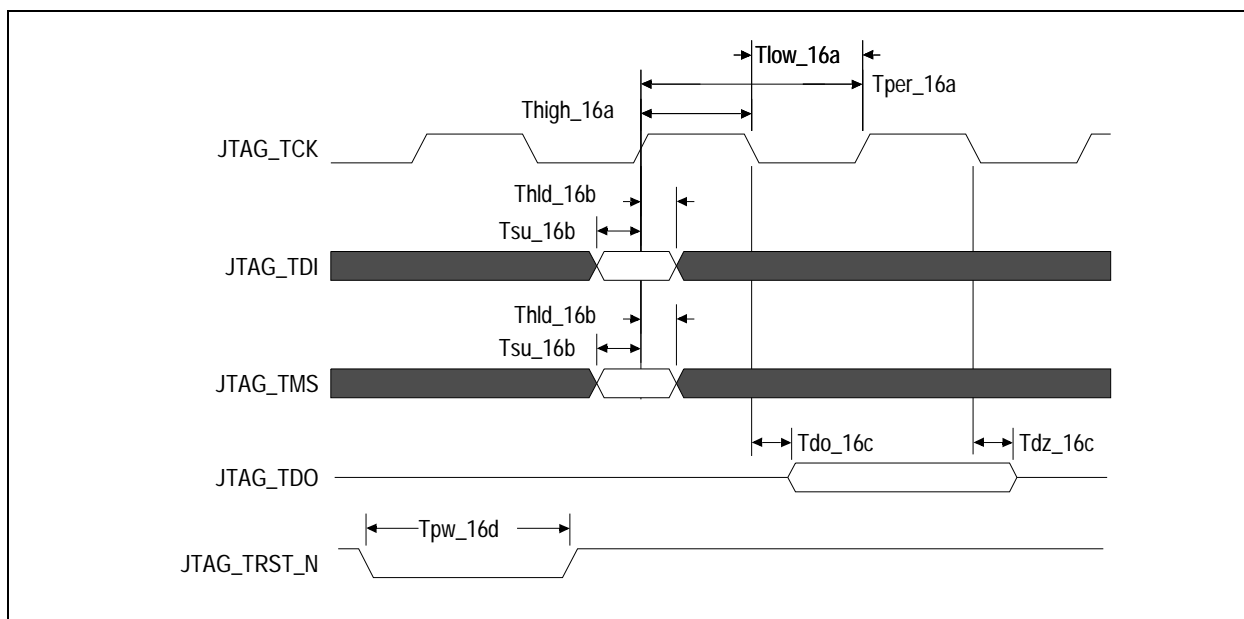 Tlow_16a
Tper_16a
Thigh_16a
JTAG_TCK
Thld_16b
Tsu_16b
JTAG_TDI
Thld_16b
Tsu_16b
JTAG_TMS
Tdo_16c
Tdz_16c
JTAG_TDO
Tpw_16d
JTAG_TRST_N